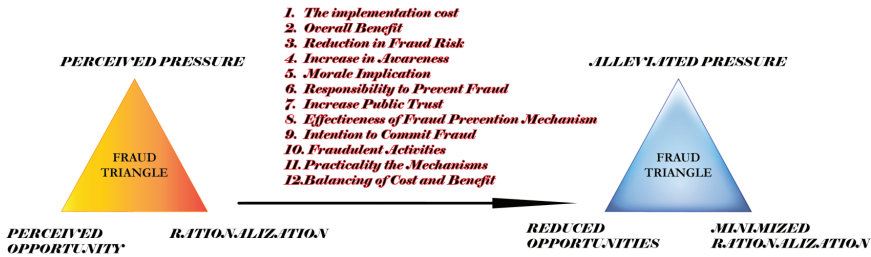 PERCEIVED PRESSURE
FRAUD
TRIANGLE
PERCEIVED
OPPORTUNITY
RATIONALIZATION
1. The implementation cost
2. Overall Benefit
3. Reduction in Fraud Risk
4. Increase in Awareness
5. Morale Implication
6. Responsibility to Prevent Fraud
7. Increase Public Trust
8. Effectiveness of Fraud Prevention Mechanism
9. Intention to Commit Fraud
10. Fraudulent Activities
11. Practicality the Mechanisms
12. Balancing of Cost and Benefit
ALLEVIATED PRESSURE
FRAUD
TRIANGLE
REDUCED
OPPORTUNITIES
MINIMIZED
RATIONALIZATION